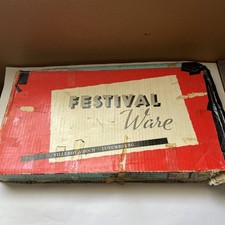 FESTIVAL
Ware
VILLEROY & BOCH - LUXEMBOURG